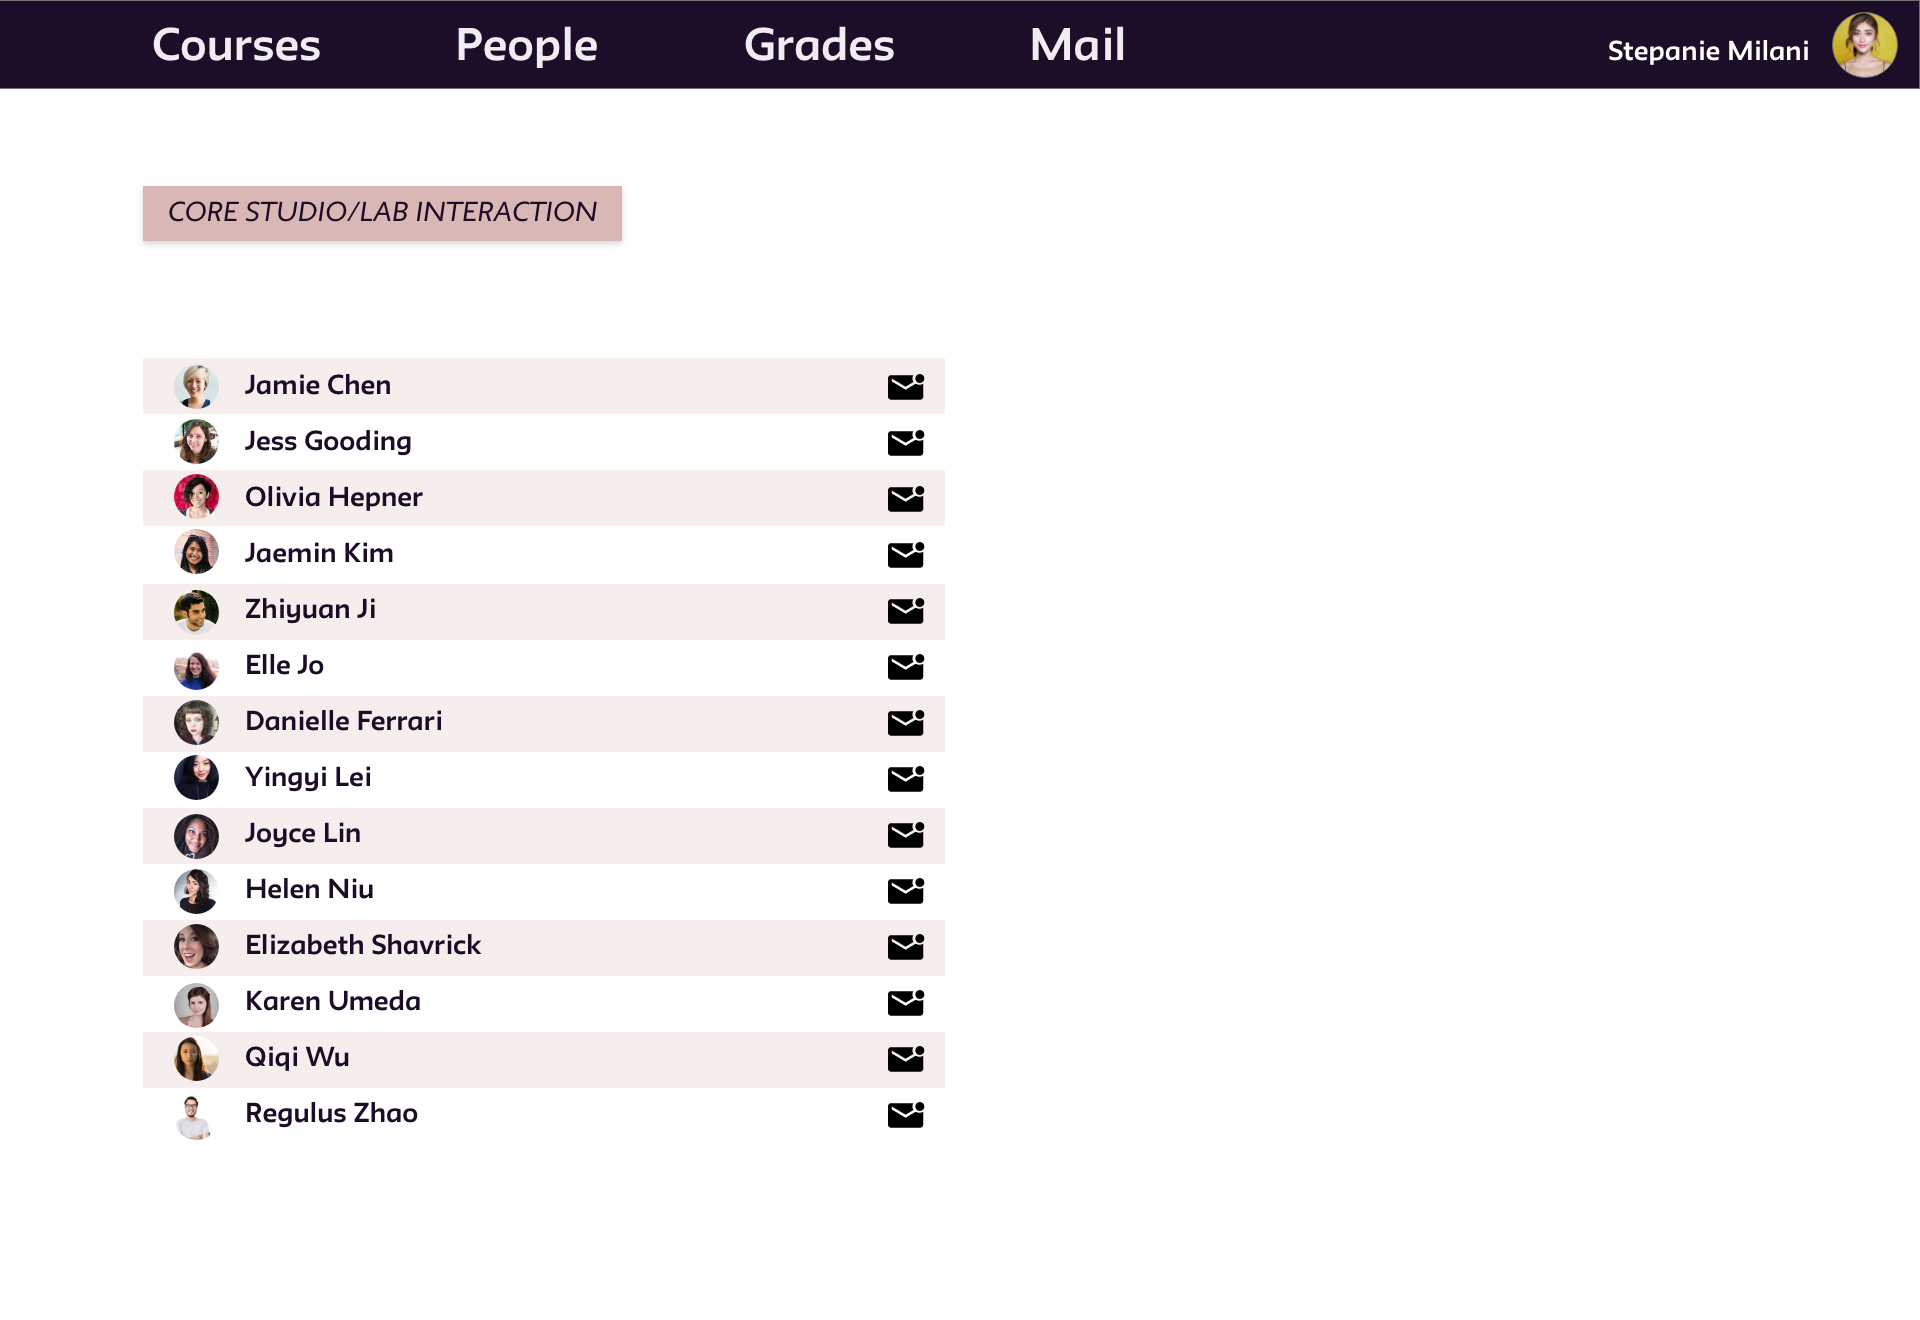 Courses People Grades Mail Stepanie Milani
CORE STUDIO/LAB INTERACTION
Jamie Chen
Jess Gooding
Olivia Hepner
Jaemin Kim
Zhiyuan Ji
Elle Jo
Danielle Ferrari
Yingyi Lei
Joyce Lin
Helen Niu
Elizabeth Shavrick
Karen Umeda
Qiqi Wu
Regulus Zhao